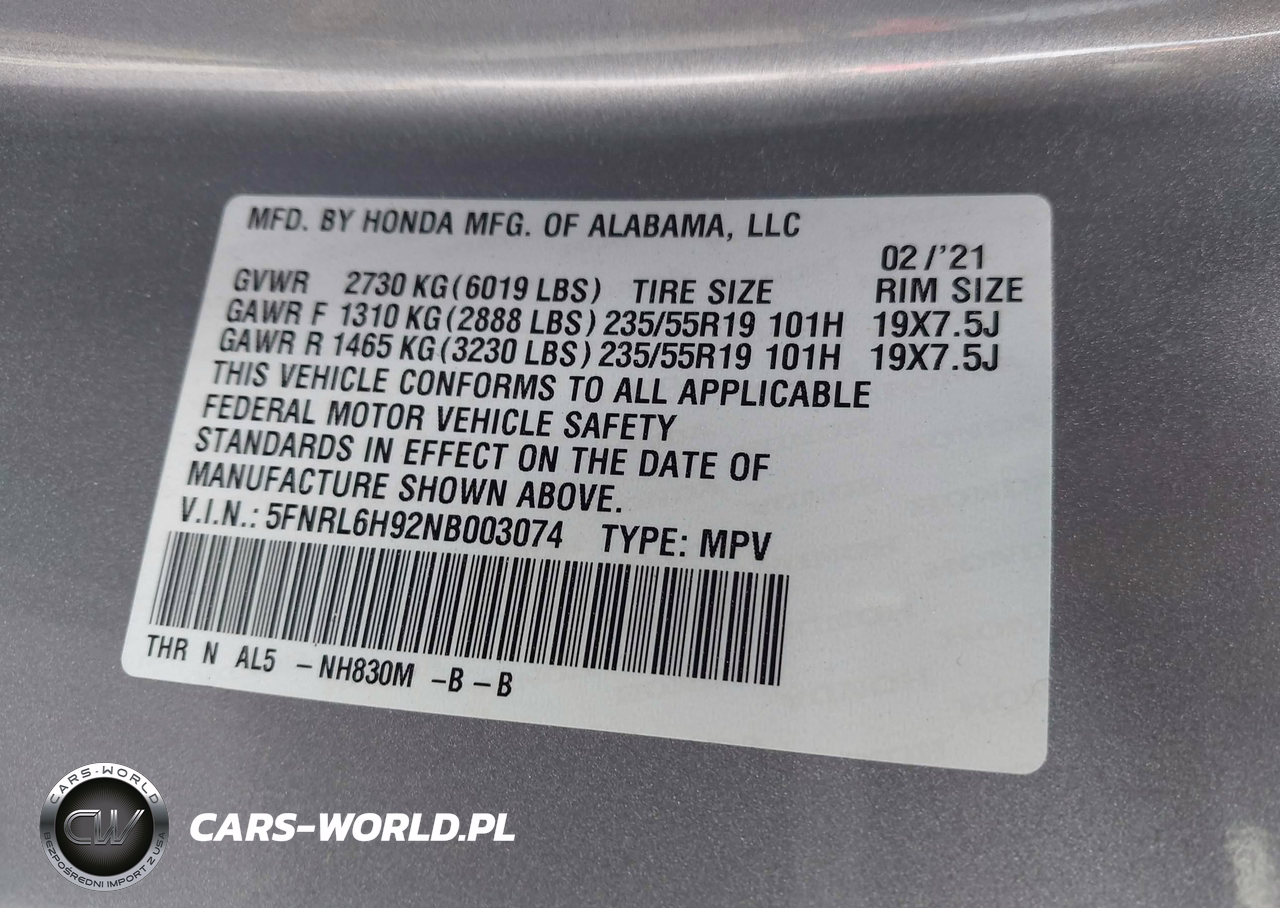 MFD. BY HONDA MFG. OF ALABAMA, LLC
02 /'21
GVWR 2730 KG (6019 LBS) TIRE SIZE RIM SIZE
GAWR F 1310 KG (2888 LBS) 235/55R19 101H 19X7.5J
GAWR R 1465 KG (3230 LBS) 235/55R19 101H 19X7.5J
THIS VEHICLE CONFORMS TO ALL APPLICABLE
FEDERAL MOTOR VEHICLE SAFETY
STANDARDS IN EFFECT ON THE DATE OF
MANUFACTURE SHOWN ABOVE.
V.I.N.: 5FNRL6H92NB003074 TYPE: MPV
THR N AL5 -NH830M -B -B
CARS-WORLD
CW
BEZPOŚREDNI IMPORT Z USA
CARS-WORLD.PL